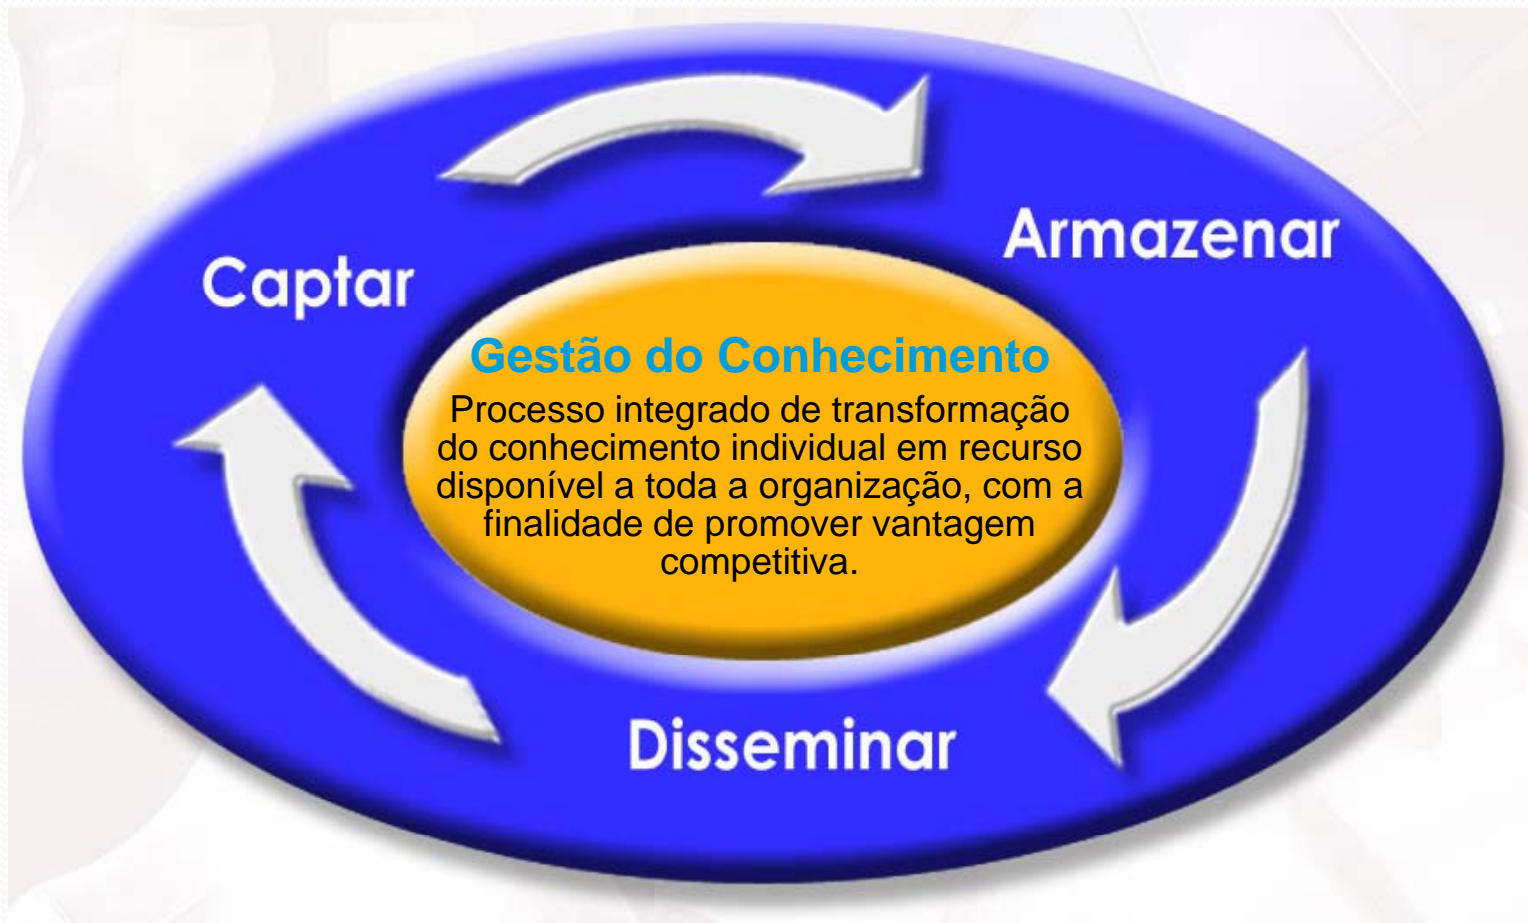 Captar
Armazenar
Gestão do Conhecimento
Processo integrado de transformação
do conhecimento individual em recurso
disponível a toda a organização, com a
finalidade de promover vantagem
competitiva.
Disseminar